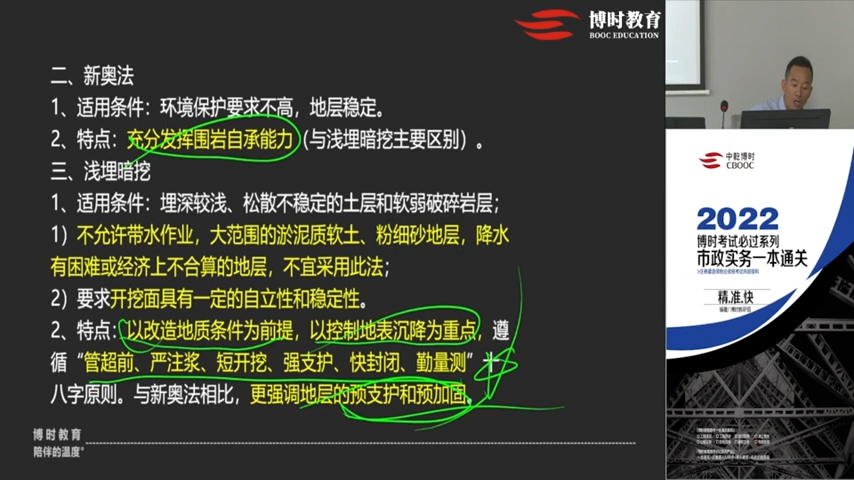 博时教育
BOOC EDUCATION
二、新奥法
1、适用条件：环境保护要求不高，地层稳定。
2、特点：充分发挥围岩自承能力（与浅埋暗挖主要区别）。
三、浅埋暗挖
1、适用条件：埋深较浅、松散不稳定的土层和软弱破碎岩层；
1）不允许带水作业，大范围的淤泥质软土、粉细砂地层，降水
有困难或经济上不合算的地层，不宜采用此法；
2）要求开挖面具有一定的自立性和稳定性。
2、特点：以改造地质条件为前提，以控制地表沉降为重点，遵
循“管超前、严注浆、短开挖、强支护、快封闭、勤量测”十
八字原则。与新奥法相比，更强调地层的预支护和预加固。
博时教育
陪伴的温度
中乾博时
CBOOC
2022
博时考试必过系列
市政实务一本通关
精,准,快